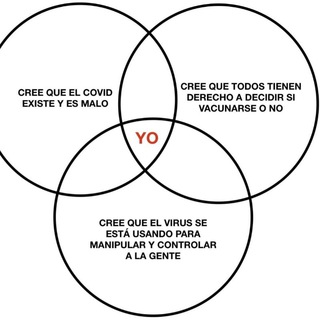 CREE QUE EL COVID
EXISTE Y ES MALO
CREE QUE TODOS TIENEN
DERECHO A DECIDIR SI
VACUNARSE O NO
YO
CREE QUE EL VIRUS SE
ESTÁ USANDO PARA
MANIPULAR Y CONTROLAR
A LA GENTE